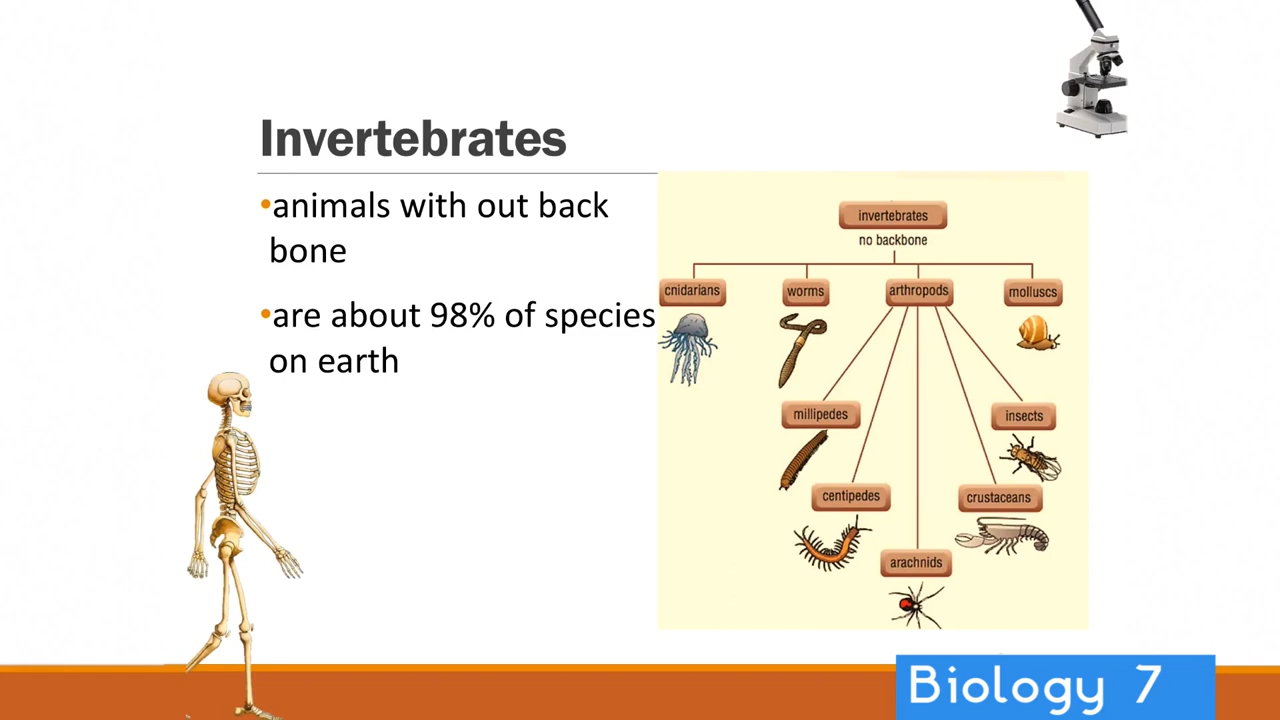 Invertebrates
•animals with out back
bone
•are about 98% of species
on earth
invertebrates
no backbone
cnidarians
worms
arthropods
molluscs
millipedes
insects
centipedes
crustaceans
arachnids
Biology 7